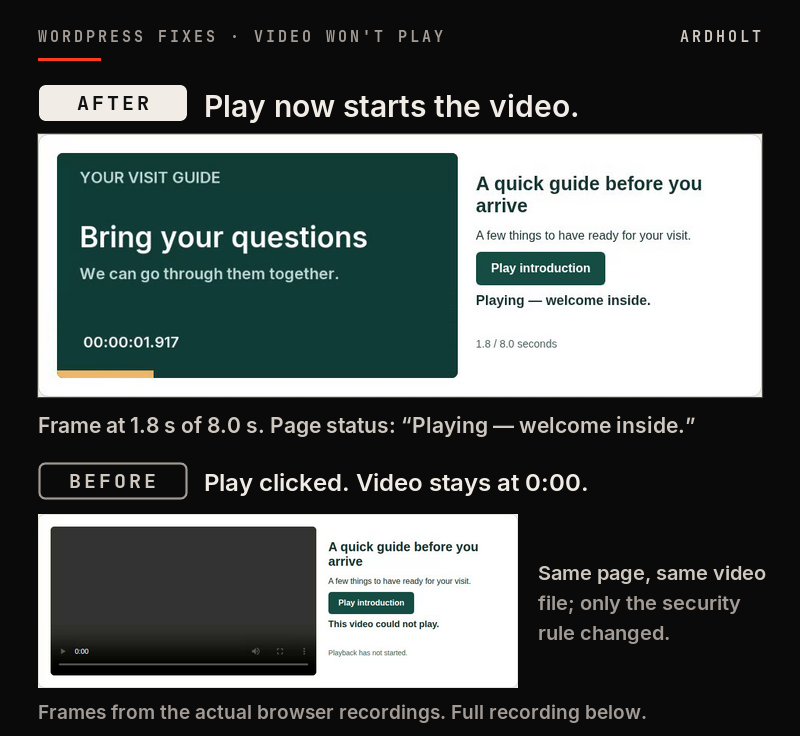 WORDPRESS FIXES · VIDEO WON'T PLAY
ARDHOLT
AFTER
Play now starts the video.
YOUR VISIT GUIDE
Bring your questions
We can go through them together.
00:00:01.917
A quick guide before you
arrive
A few things to have ready for your visit.
Play introduction
Playing — welcome inside.
1.8 / 8.0 seconds
Frame at 1.8 s of 8.0 s. Page status: “Playing — welcome inside.”
BEFORE
Play clicked. Video stays at 0:00.
0:00
A quick guide before you
arrive
A few things to have ready for your visit.
Play introduction
This video could not play.
Playback has not started.
Same page, same video
file; only the security
rule changed.
Frames from the actual browser recordings. Full recording below.